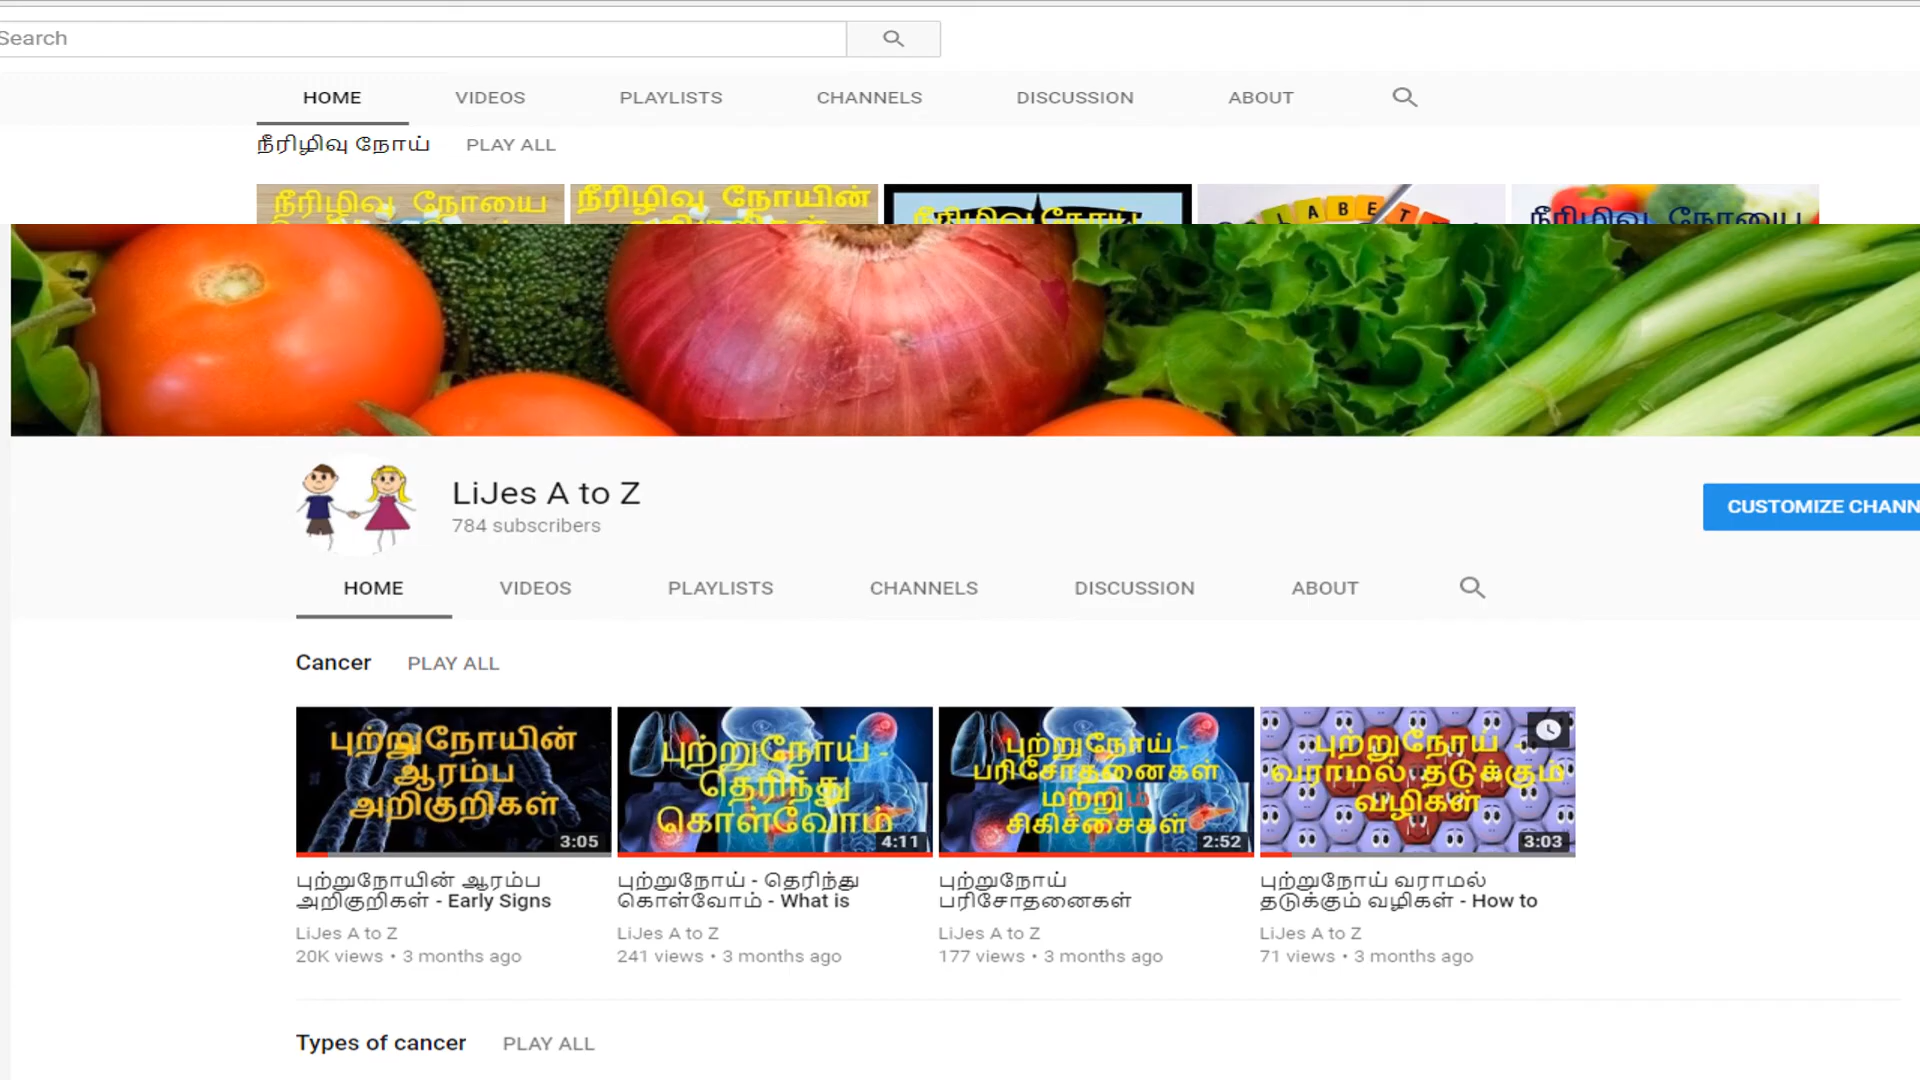 Search
HOME VIDEOS PLAYLISTS CHANNELS DISCUSSION ABOUT
நீரிழிவு நோய் PLAY ALL
நீரிழிவு நோயை
நீரிழிவு நோயின்
நீரிழிவு நோய்
L A B E T
நீரிழிவு நோயை
LiJes A to Z
784 subscribers
CUSTOMIZE CHANN
HOME VIDEOS PLAYLISTS CHANNELS DISCUSSION ABOUT
Cancer PLAY ALL
புற்றுநோயின்
ஆரம்ப
அறிகுறிகள்
3:05
புற்றுநோய் -
தெரிந்து
கொள்வோம்
4:11
புற்றுநோய் -
பரிசோதனைகள்
மற்றும்
சிகிச்சைகள்
2:52
புற்றுநோய் -
வராமல் தடுக்கும்
வழிகள்
3:03
புற்றுநோயின் ஆரம்ப
அறிகுறிகள் - Early Signs
LiJes A to Z
20K views • 3 months ago
புற்றுநோய் - தெரிந்து
கொள்வோம் - What is
LiJes A to Z
241 views • 3 months ago
புற்றுநோய்
பரிசோதனைகள்
LiJes A to Z
177 views • 3 months ago
புற்றுநோய் வராமல்
தடுக்கும் வழிகள் - How to
LiJes A to Z
71 views • 3 months ago
Types of cancer PLAY ALL